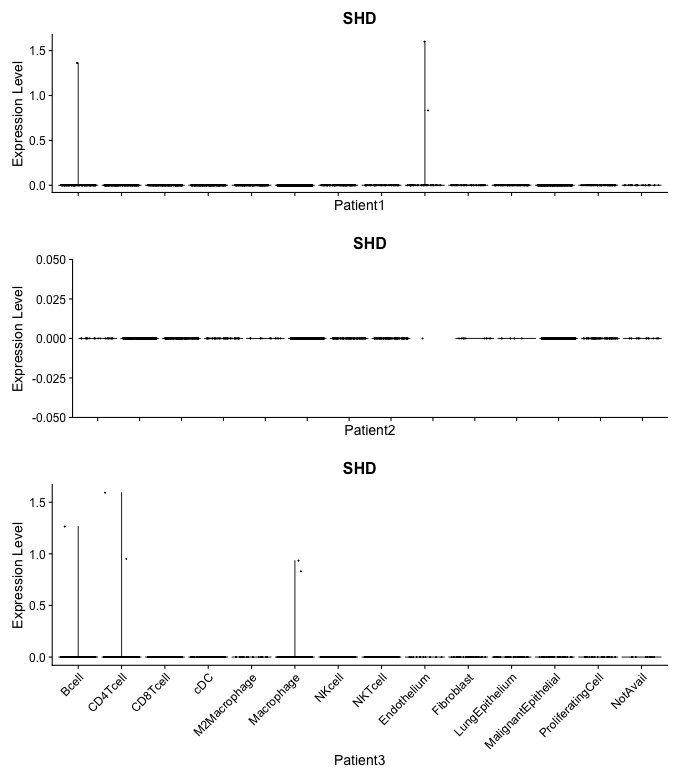 SHD
Expression Level
1.5
1.0
0.5
0.0
Patient1
SHD
Expression Level
0.050
0.025
0.000
-0.025
-0.050
Patient2
SHD
Expression Level
1.5
1.0
0.5
0.0
Bcell
CD4Tcell
CD8Tcell
cDC
M2Macrophage
Macrophage
NKcell
NKTcell
Endothelium
Fibroblast
LungEpithelium
MalignantEpithelial
ProliferatingCell
NotAvail
Patient3